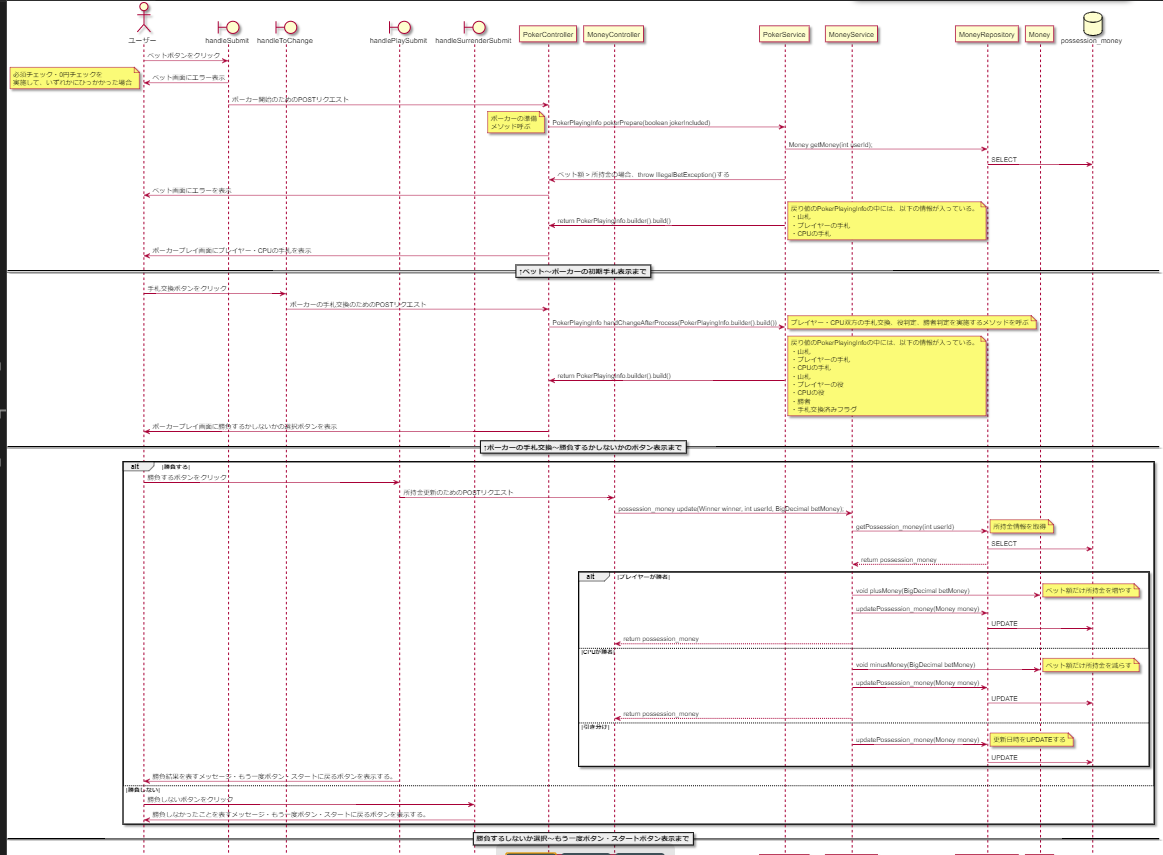 ユーザー
handleSubmit
handleToChange
handlePlaySubmit
handleSurrenderSubmit
PokerController
MoneyController
PokerService
MoneyService
MoneyRepository
Money
possession_money
ベットボタンをクリック
必須チェック・0円チェックを
実施して、いずれかにひっかかった場合
ベット画面にエラー表示
ポーカー開始のためのPOSTリクエスト
ポーカーの準備
メソッド呼ぶ
PokerPlayingInfo pokerPrepare(boolean jokerIncluded)
Money getMoney(int userId);
SELECT
ベット額 > 所持金の場合、throw IllegalBetException()する
ベット画面にエラーを表示
戻り値のPokerPlayingInfoの中には、以下の情報が入っている。
・山札
・プレイヤーの手札
・CPUの手札
return PokerPlayingInfo.builder().build()
ポーカープレイ画面にプレイヤー・CPUの手札を表示
↑ベット～ポーカーの初期手札表示まで
手札交換ボタンをクリック
ポーカーの手札交換のためのPOSTリクエスト
PokerPlayingInfo handChangeAfterProcess(PokerPlayingInfo.builder().build())
プレイヤー・CPU双方の手札交換、役判定、勝者判定を実施するメソッドを呼ぶ
戻り値のPokerPlayingInfoの中には、以下の情報が入っている。
・山札
・プレイヤーの手札
・CPUの手札
・山札
・プレイヤーの役
・CPUの役
・勝者
・手札交換済みフラグ
return PokerPlayingInfo.builder().build()
ポーカープレイ画面に勝負するかしないかの選択ボタンを表示
↑ポーカーの手札交換～勝負するかしないかのボタン表示まで
alt
[勝負する]
勝負するボタンをクリック
所持金更新のためのPOSTリクエスト
possession_money update(Winner winner, int userId, BigDecimal betMoney);
getPossession_money(int userId)
所持金情報を取得
SELECT
return possession_money
alt
[プレイヤーが勝者]
void plusMoney(BigDecimal betMoney)
ベット額だけ所持金を増やす
updatePossession_money(Money money)
UPDATE
return possession_money
[CPUが勝者]
void minusMoney(BigDecimal betMoney)
ベット額だけ所持金を減らす
updatePossession_money(Money money)
UPDATE
return possession_money
[引き分け]
updatePossession_money(Money money)
更新日時をUPDATEする
UPDATE
勝負結果を表すメッセージ・もう一度ボタン・スタートに戻るボタンを表示する。
[勝負しない]
勝負しないボタンをクリック
勝負しなかったことを表すメッセージ・もう一度ボタン・スタートに戻るボタンを表示する。
勝負するしないか選択～もう一度ボタン・スタートボタン表示まで